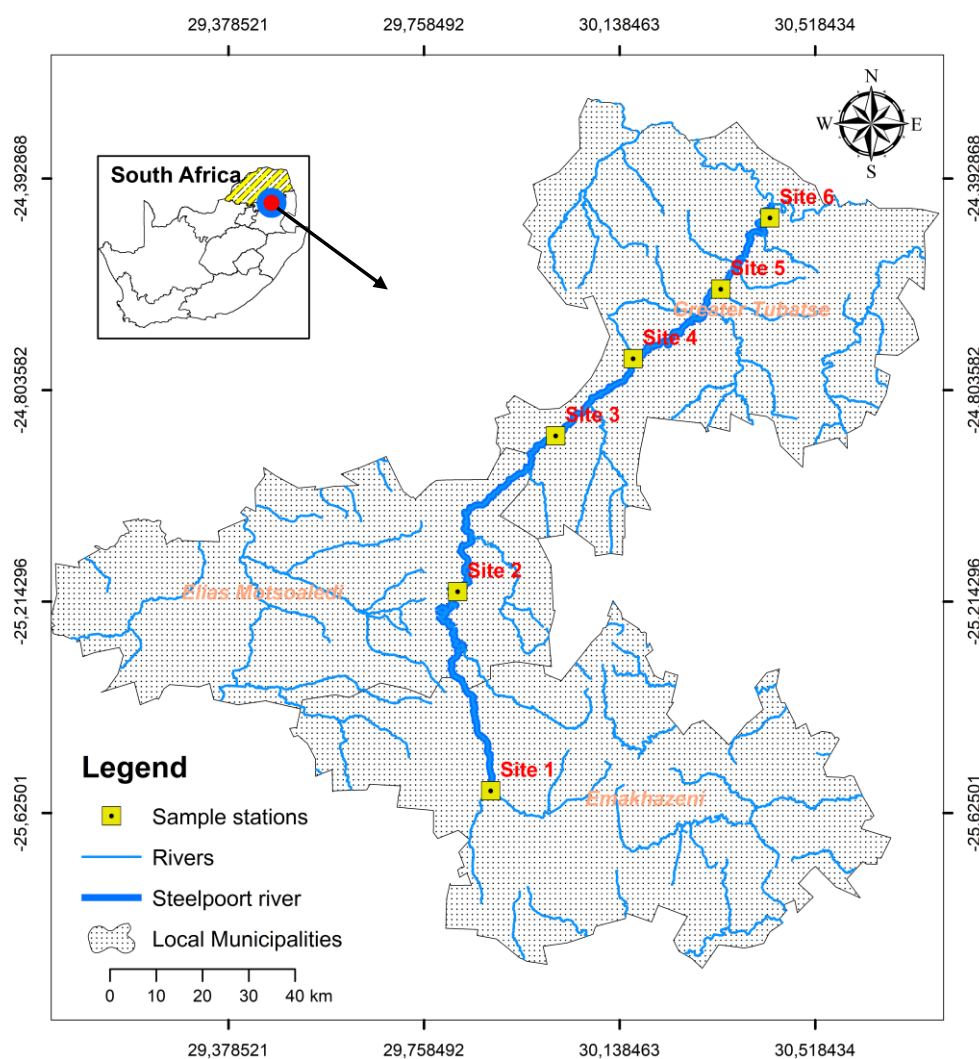 29,378521 29,758492 30,138463 30,518434
N
W E
S
-24,392868 -24,392868
South Africa
Site 6
Site 5
Greater Tubatse
Site 4
-24,803582 -24,803582
Site 3
Site 2
Elias Motsoaledi
-25,214296 -25,214296
Legend
Site 1
Emakhazeni
-25,62501 -25,62501
Sample stations
Rivers
Steelpoort river
Local Municipalities
0 10 20 30 40 km
29,378521 29,758492 30,138463 30,518434